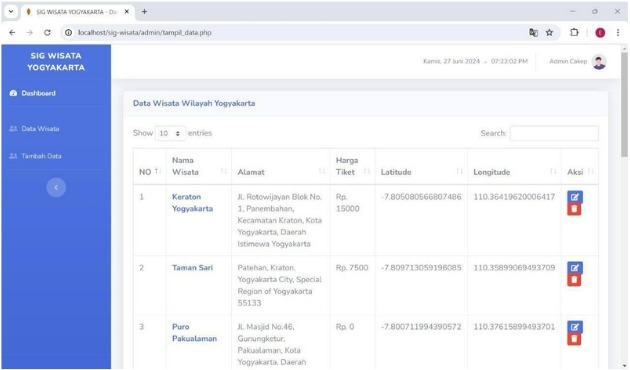 SIG WISATA YOGYAKARTA - Da
localhost/sig-wisata/admin/tampil_data.php
SIG WISATA
YOGYAKARTA
Kamis, 27 Juni 2024 - 07:22:02 PM
Admin Cakep
Dashboard
Data Wisata
Tambah Data
Data Wisata Wilayah Yogyakarta
Show 10 entries
Search:
NO
Nama
Wisata
Alamat
Harga
Tiket
Latitude
Longitude
Aksi
1
Keraton
Yogyakarta
Jl. Rotowijayan Blok No.
1, Panembahan,
Kecamatan Kraton, Kota
Yogyakarta, Daerah
Istimewa Yogyakarta
Rp.
15000
-7.805080566807486
110.36419620006417
2
Taman Sari
Patehan, Kraton,
Yogyakarta City, Special
Region of Yogyakarta
55133
Rp. 7500
-7.809713059196085
110.35899069493709
3
Puro
Pakualaman
Jl. Masjid No.46,
Gunungketur,
Pakualaman, Kota
Yogyakarta, Daerah
Rp. 0
-7.800711994390572
110.37615899493701